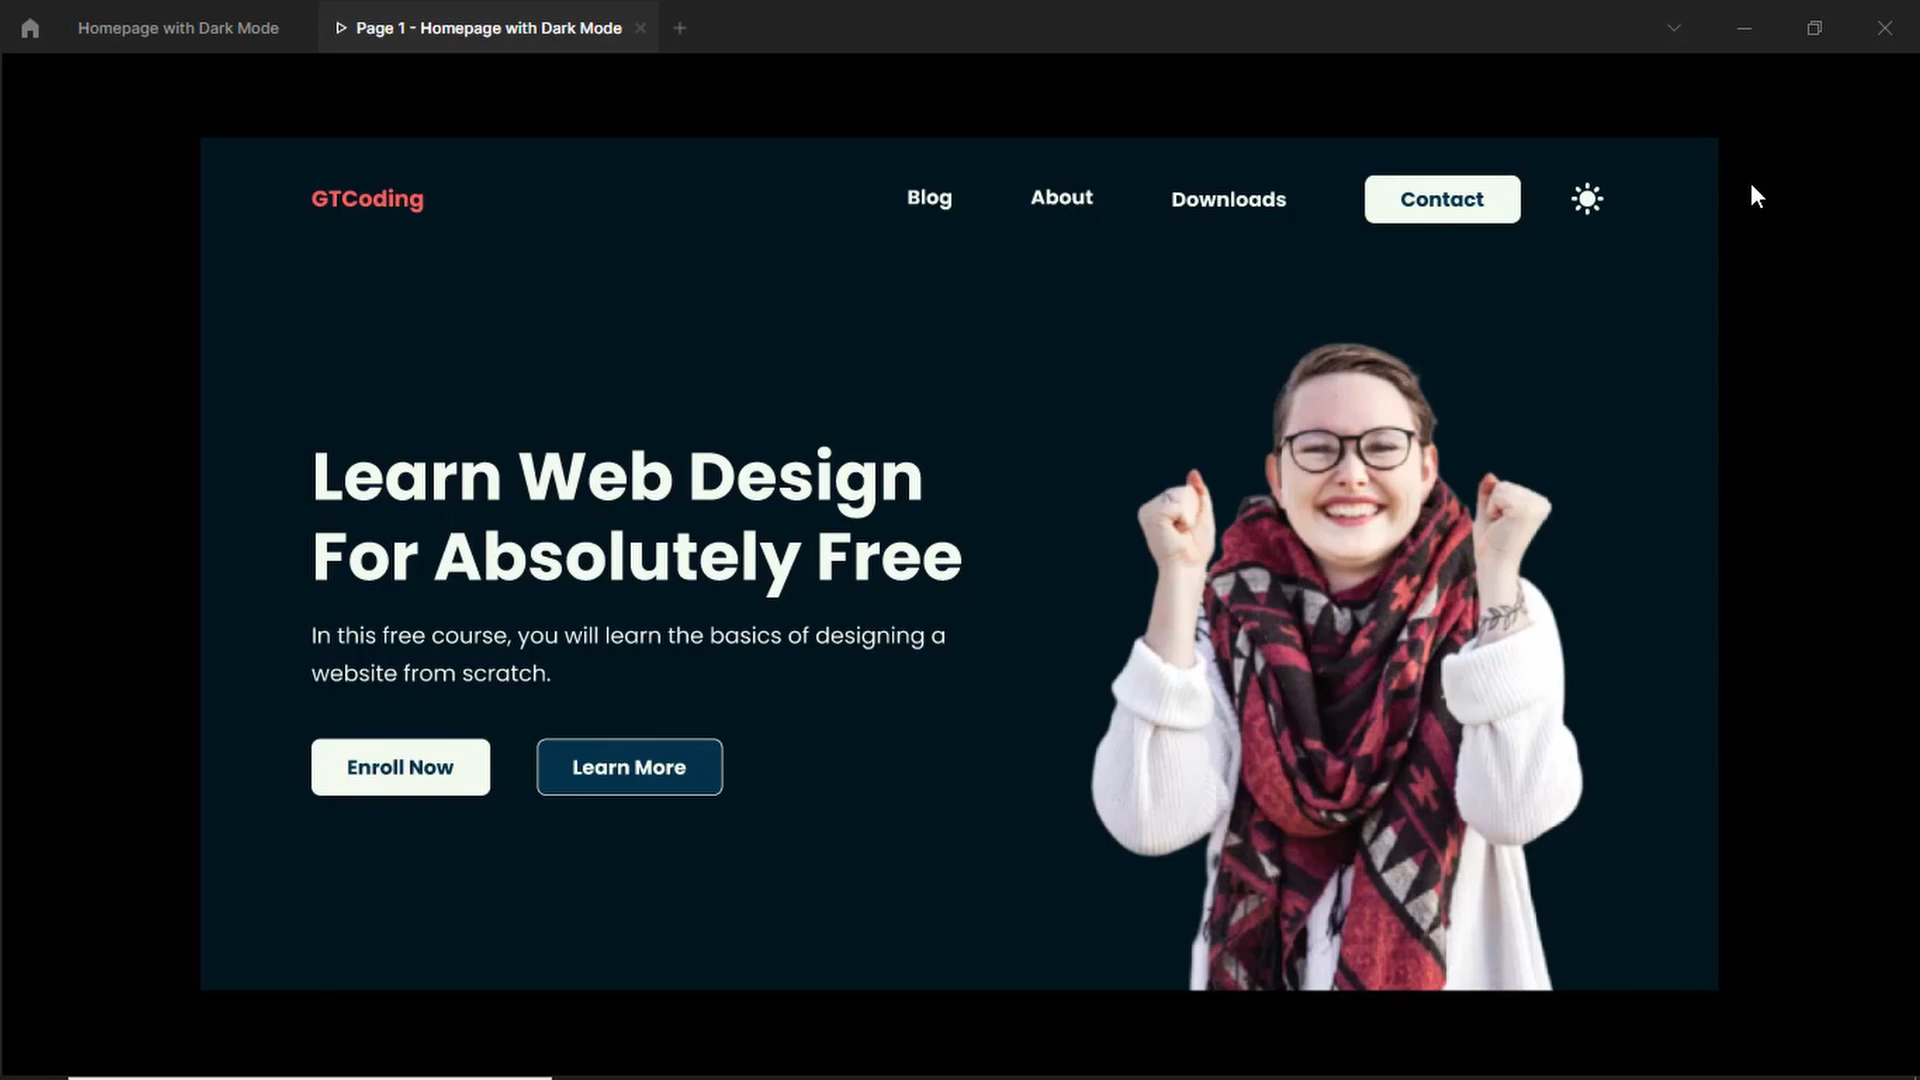 Homepage with Dark Mode
Page 1 - Homepage with Dark Mode
GTCoding
Blog
About
Downloads
Contact
Learn Web Design
For Absolutely Free
In this free course, you will learn the basics of designing a
website from scratch.
Enroll Now
Learn More